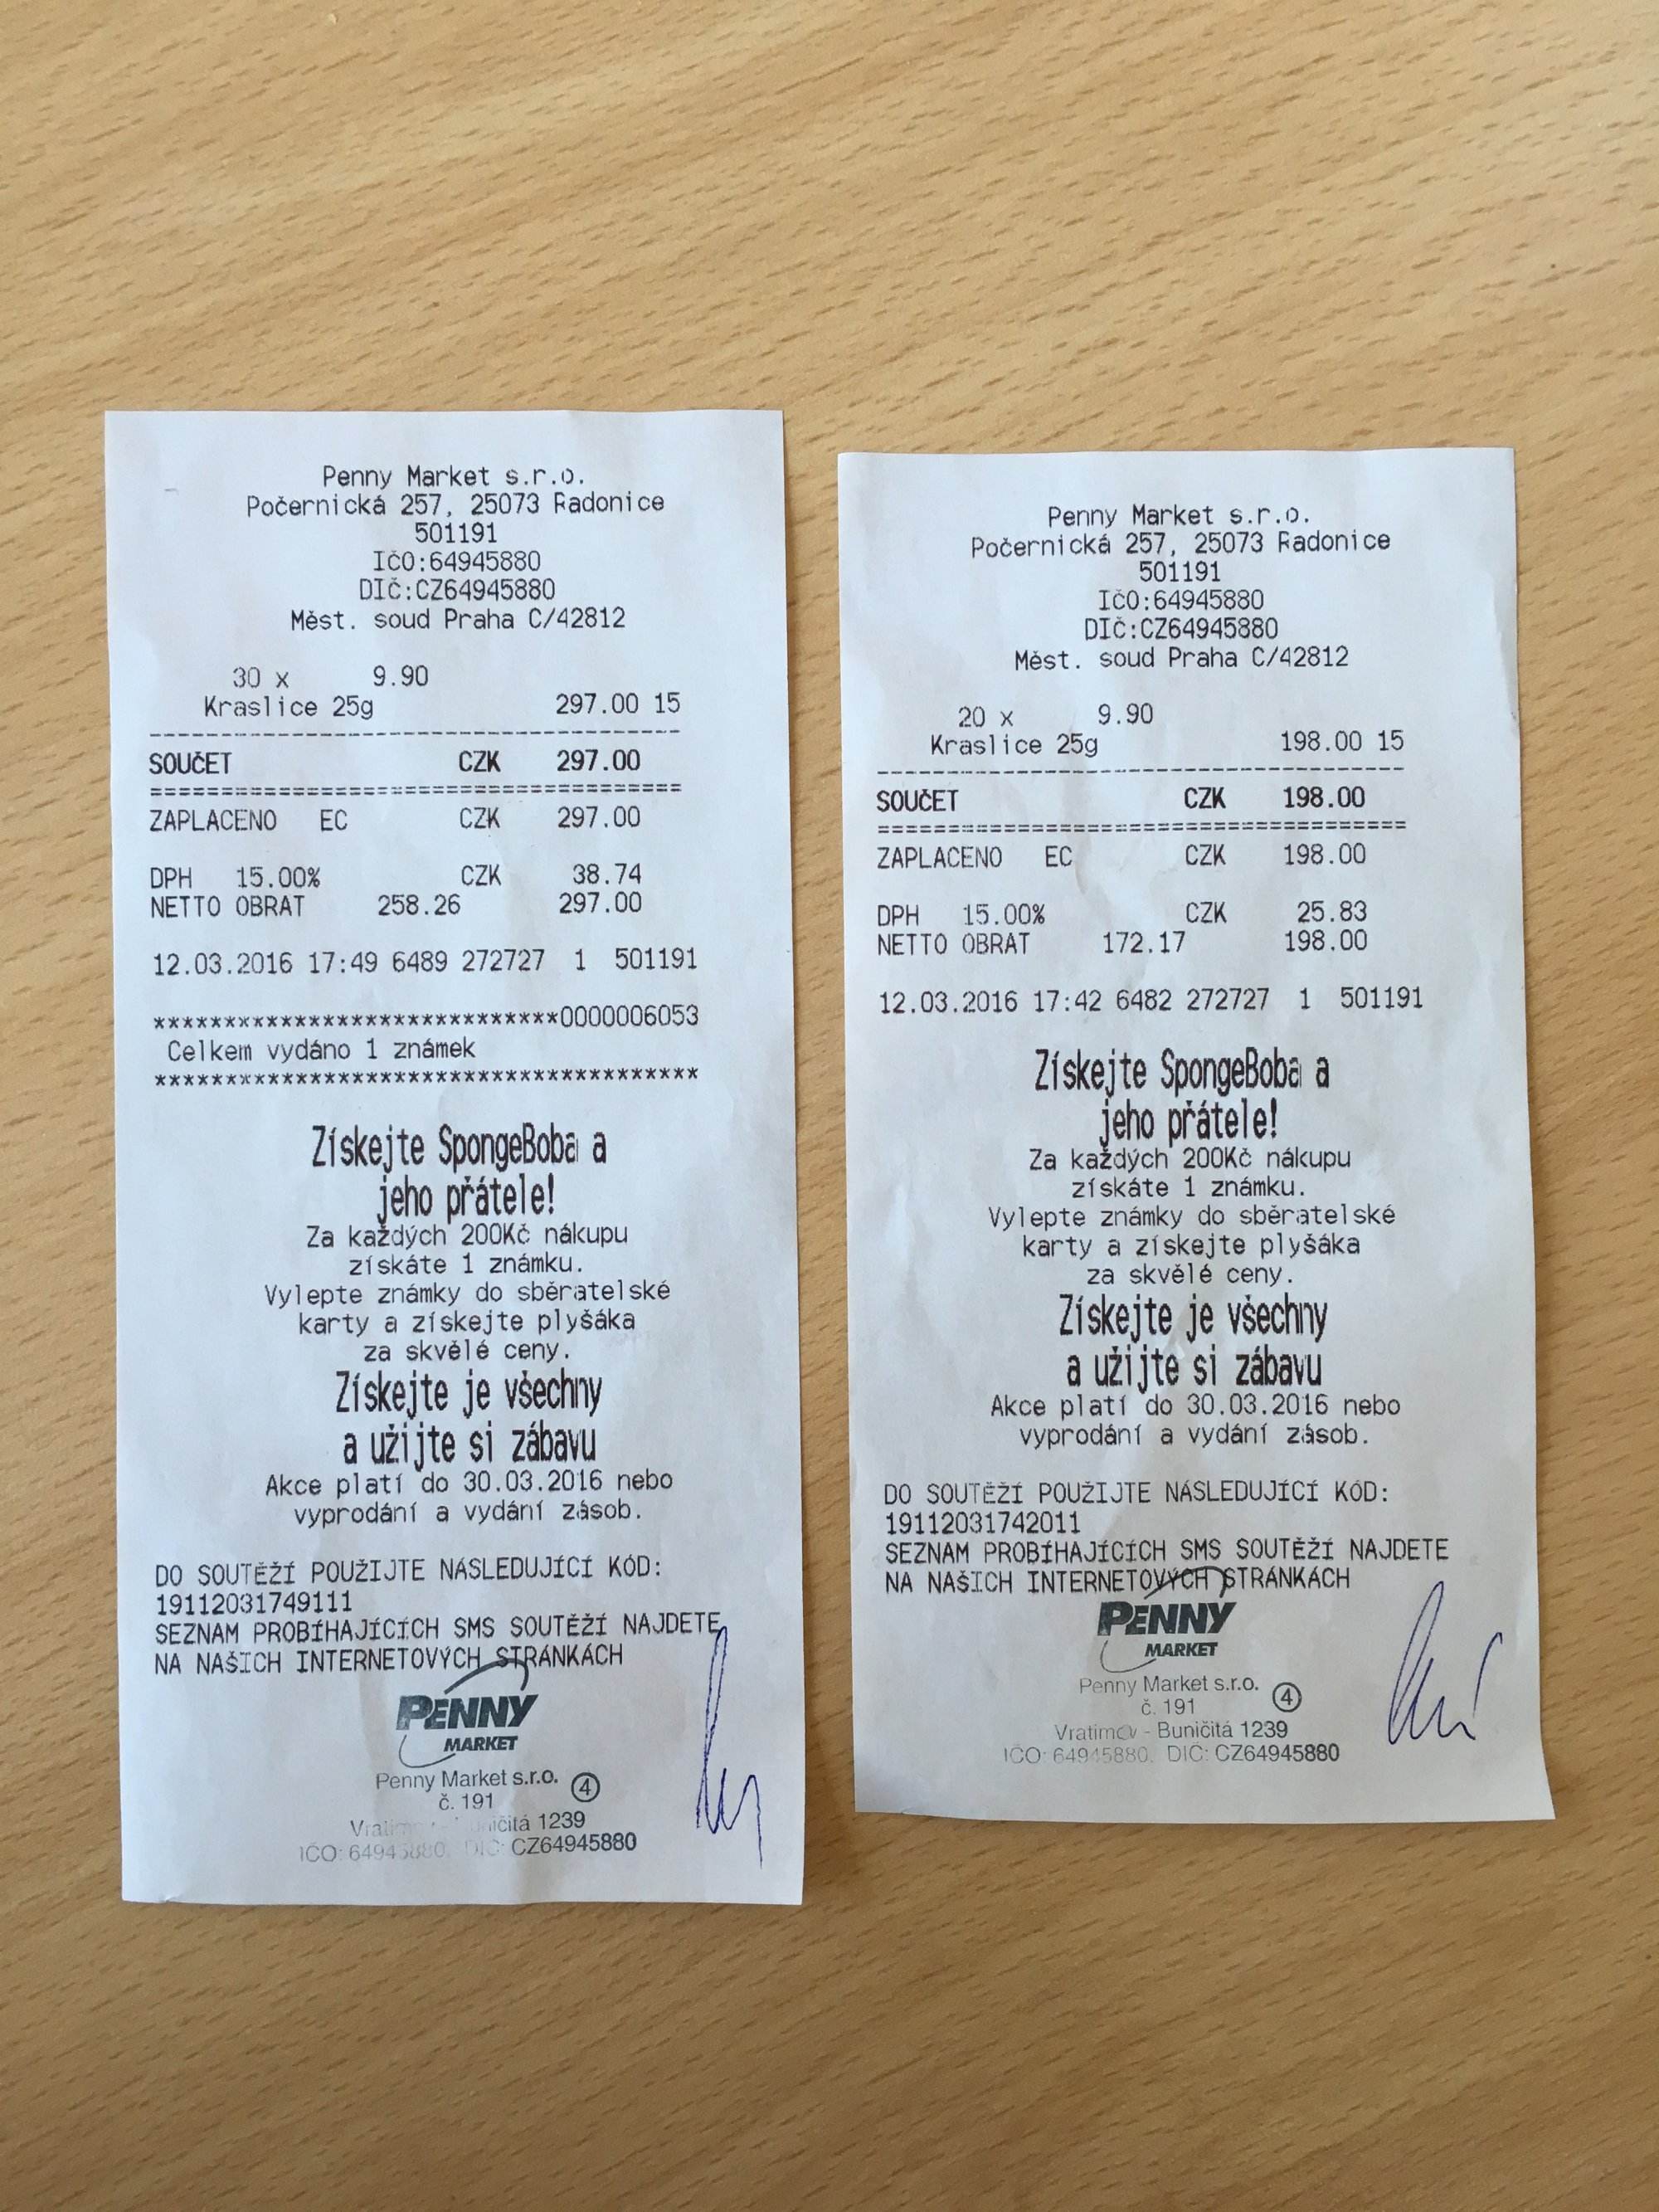 Penny Market s.r.o.
Počernická 257, 25073 Radonice
501191
IČO:64945880
DIČ:CZ64945880
Měst. soud Praha C/42812
30 x 9.90
Kraslice 25g 297.00 15
----------------------------------------
SOUČET CZK 297.00
========================================
ZAPLACENO EC CZK 297.00
DPH 15.00% CZK 38.74
NETTO OBRAT 258.26 297.00
12.03.2016 17:49 6489 272727 1 501191
*****************************0000006053
Celkem vydáno 1 známek
***************************************
Získejte SpongeBoba a
jeho přátele!
Za každých 200Kč nákupu
získáte 1 známku.
Vylepte známky do sběratelské
karty a získejte plyšáka
za skvělé ceny.
Získejte je všechny
a užijte si zábavu
Akce platí do 30.03.2016 nebo
vyprodání a vydání zásob.
DO SOUTĚŽÍ POUŽIJTE NÁSLEDUJÍCÍ KÓD:
19112031749111
SEZNAM PROBÍHAJÍCÍCH SMS SOUTĚŽÍ NAJDETE
NA NAŠICH INTERNETOVÝCH STRÁNKÁCH
PENNY
MARKET
Penny Market s.r.o. 4
č. 191
Vratimov - Buničitá 1239
IČO: 64945880, DIČ: CZ64945880
Penny Market s.r.o.
Počernická 257, 25073 Radonice
501191
IČO:64945880
DIČ:CZ64945880
Měst. soud Praha C/42812
20 x 9.90
Kraslice 25g 198.00 15
----------------------------------------
SOUČET CZK 198.00
========================================
ZAPLACENO EC CZK 198.00
DPH 15.00% CZK 25.83
NETTO OBRAT 172.17 198.00
12.03.2016 17:42 6482 272727 1 501191
Získejte SpongeBoba a
jeho přátele!
Za každých 200Kč nákupu
získáte 1 známku.
Vylepte známky do sběratelské
karty a získejte plyšáka
za skvělé ceny.
Získejte je všechny
a užijte si zábavu
Akce platí do 30.03.2016 nebo
vyprodání a vydání zásob.
DO SOUTĚŽÍ POUŽIJTE NÁSLEDUJÍCÍ KÓD:
19112031742011
SEZNAM PROBÍHAJÍCÍCH SMS SOUTĚŽÍ NAJDETE
NA NAŠICH INTERNETOVÝCH STRÁNKÁCH
PENNY
MARKET
Penny Market s.r.o. 4
č. 191
Vratimov - Buničitá 1239
IČO: 64945880, DIČ: CZ64945880